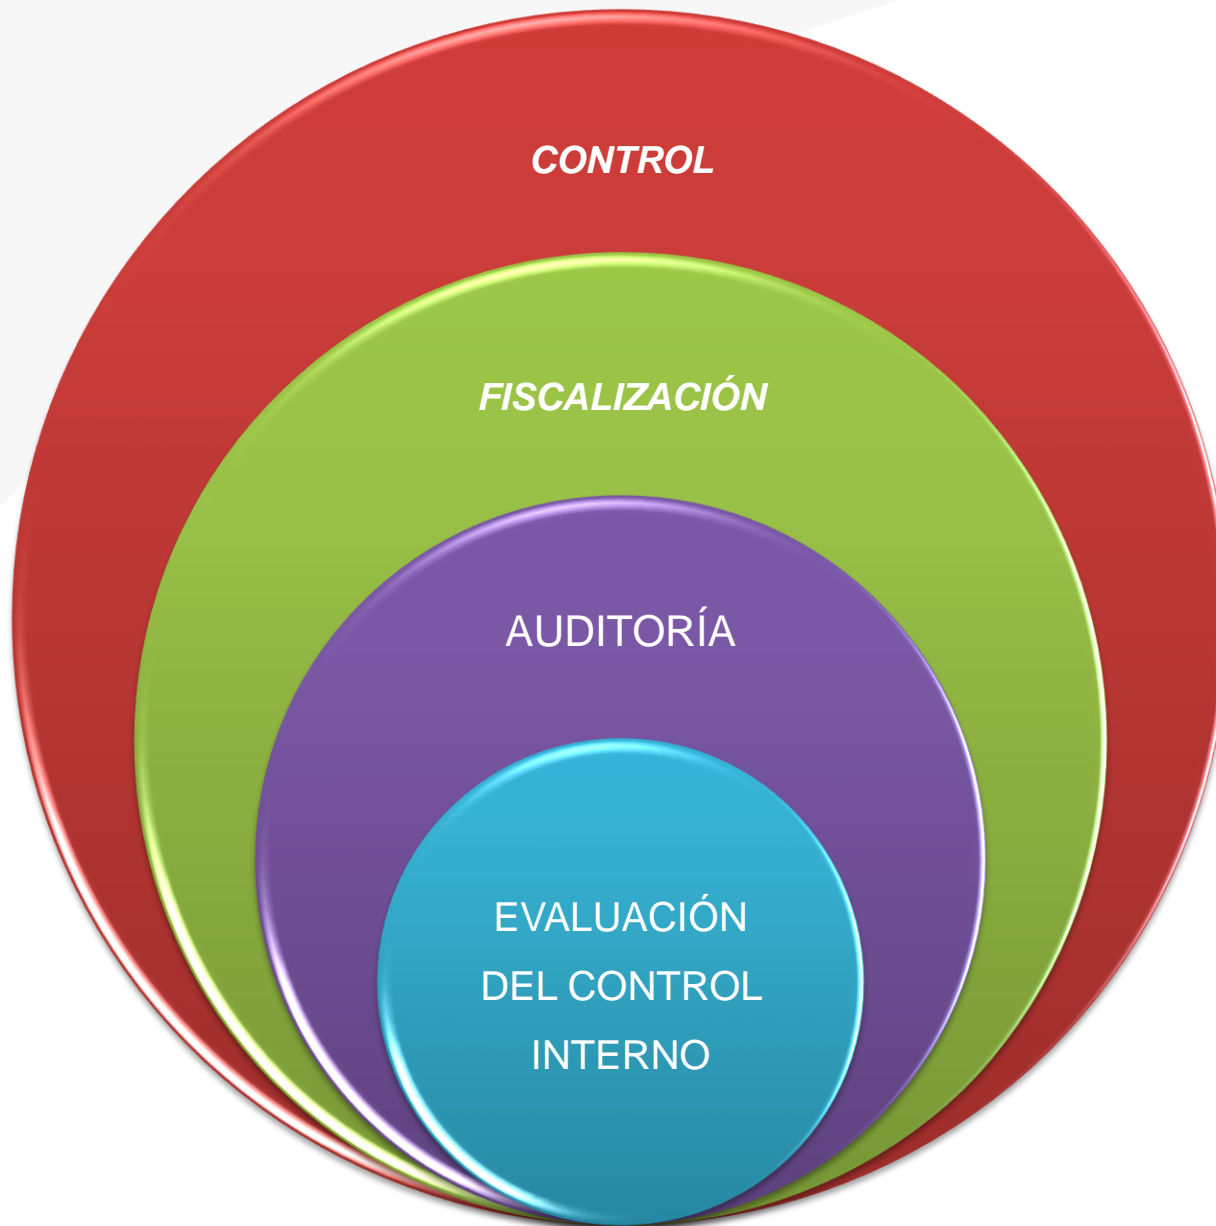 CONTROL
FISCALIZACIÓN
AUDITORÍA
EVALUACIÓN
DEL CONTROL
INTERNO